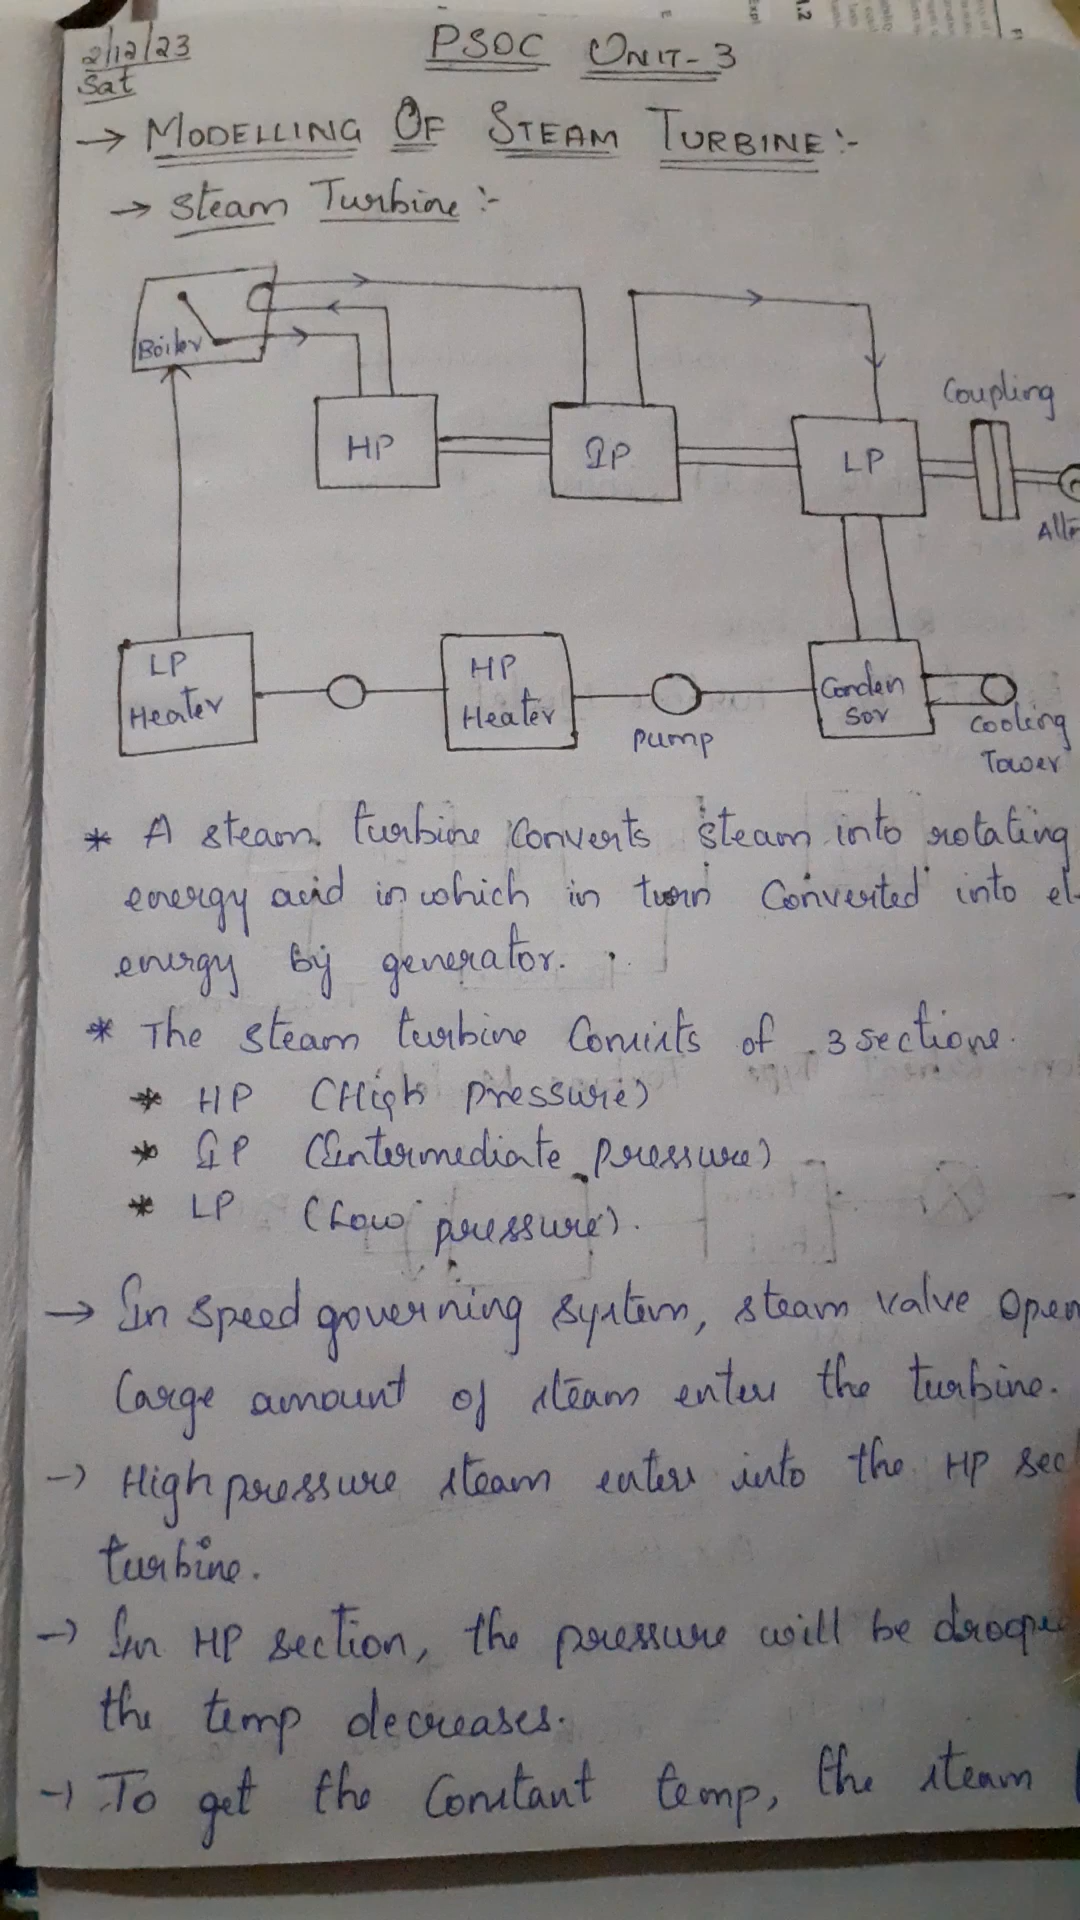 2/12/23
Sat
PSOC UNIT-3
→ MODELLING OF STEAM TURBINE :-
→ Steam Turbine :-
Boiler
HP
IP
LP
Coupling
LP
Heater
HP
Heater
pump
Conden
sor
Cooling
Tower
* A steam turbine converts steam into rotating
energy and in which in turn Converted into el-
energy by generator.
* The steam turbine Consists of 3 sections.
* HP (High Pressure)
* IP (Intermediate pressure)
* LP (Low pressure).
→ In speed governing system, steam valve open
large amount of steam enters the turbine.
→ High pressure steam enters into the HP sec
turbine.
→ In HP section, the pressure will be
the temp decreases.
→ To get the Constant temp, the steam